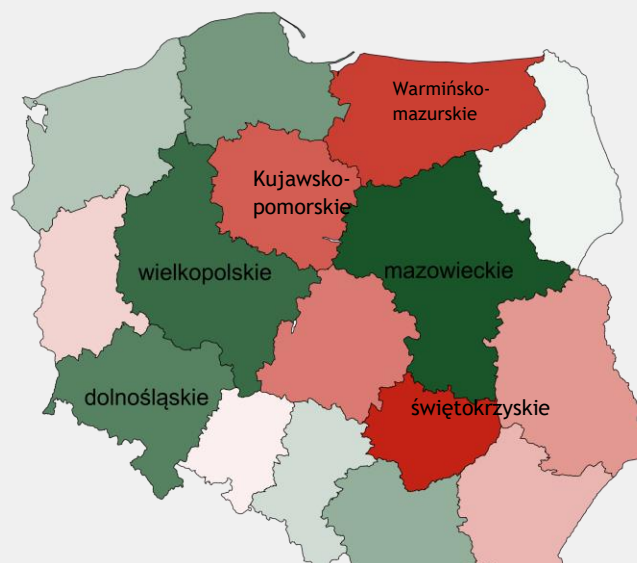 Warmińsko-
mazurskie
Kujawsko-
pomorskie
wielkopolskie
mazowieckie
dolnośląskie
świętokrzyskie